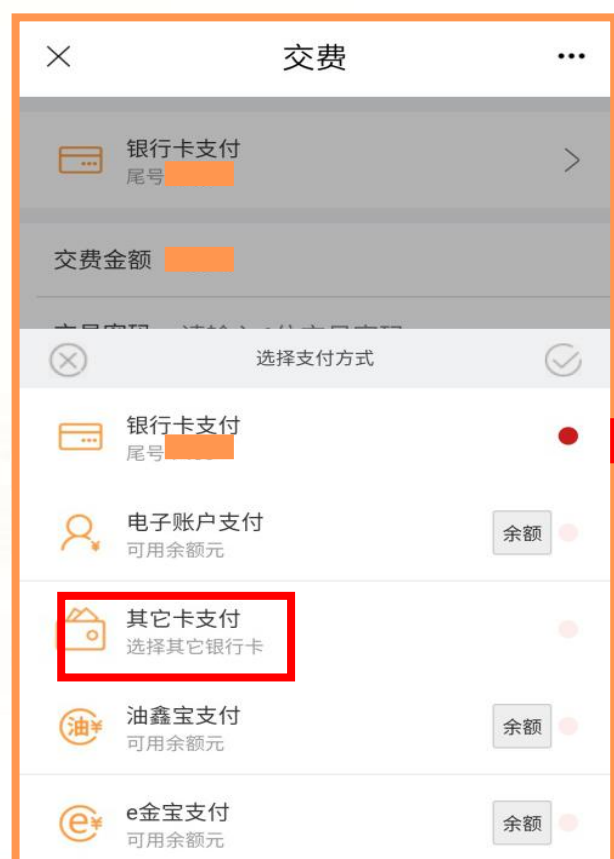 交费
银行卡支付
尾号
交费金额
选择支付方式
银行卡支付
尾号
电子账户支付
可用余额元
余额
其它卡支付
选择其它银行卡
油¥
油鑫宝支付
可用余额元
余额
e¥
e金宝支付
可用余额元
余额